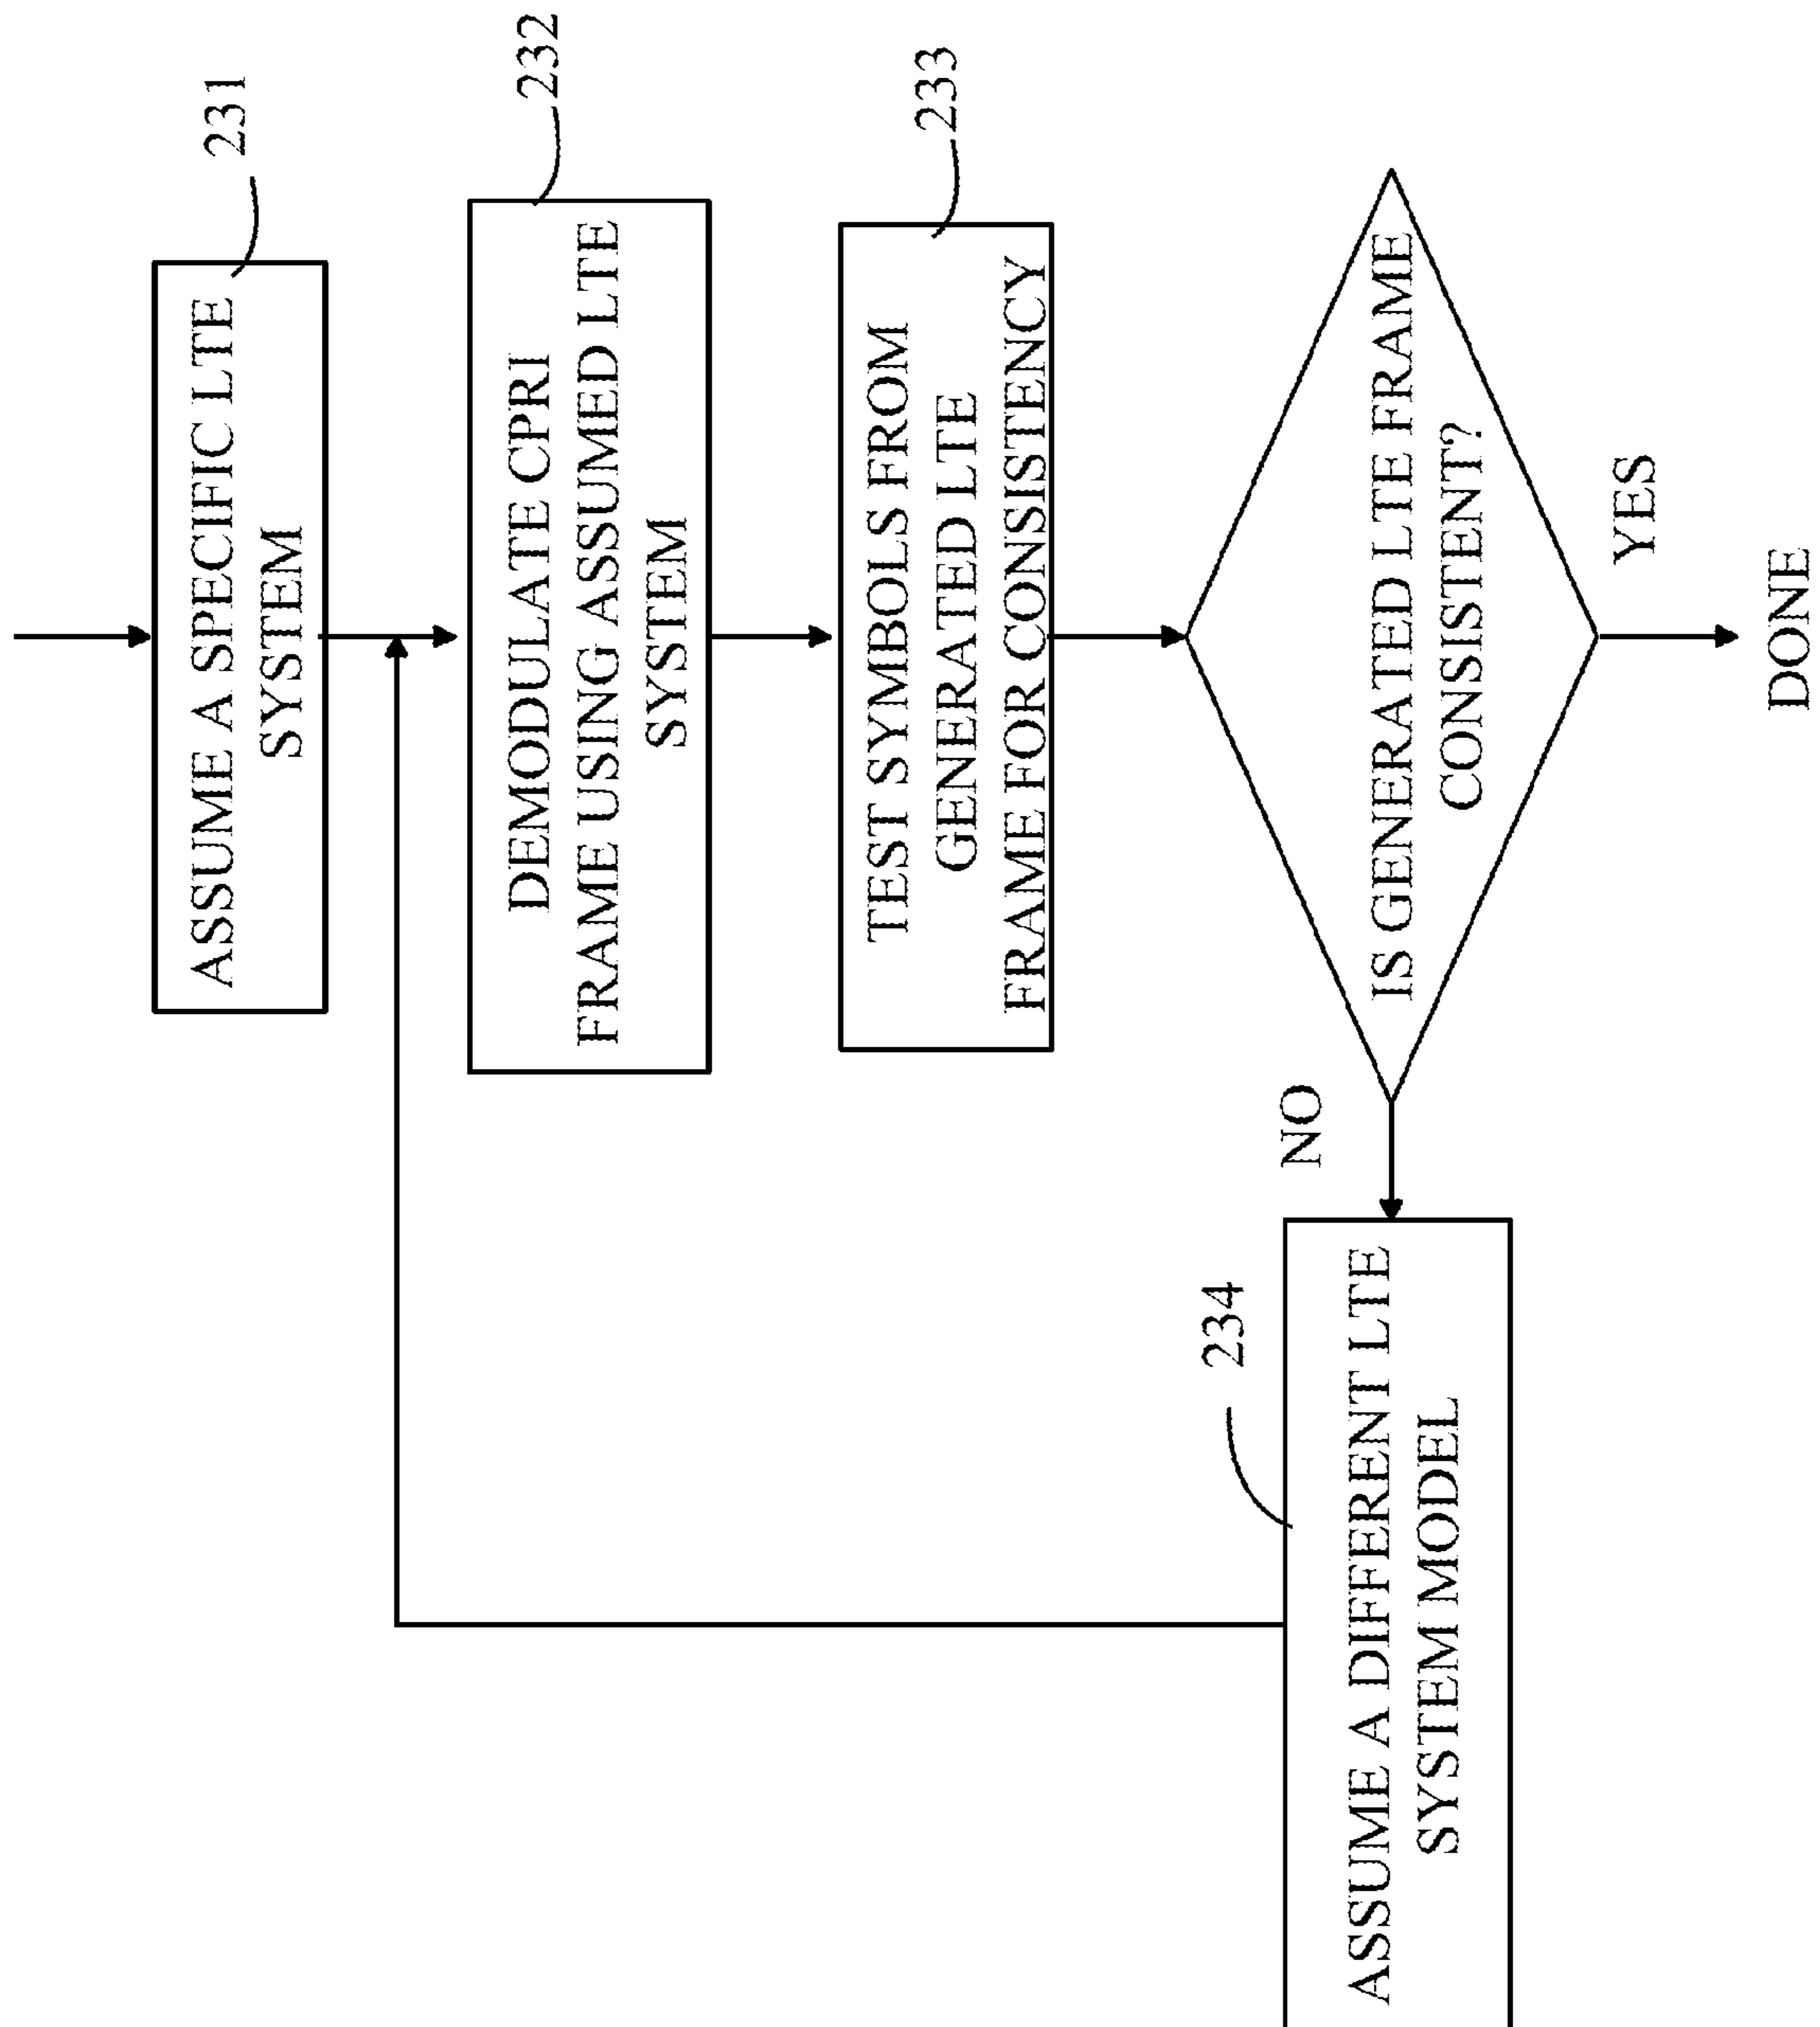 231
ASSUME A SPECIFIC LTE
SYSTEM
232
DEMODULATE CPRI
FRAME USING ASSUMED LTE
SYSTEM
233
TEST SYMBOLS FROM
GENERATED LTE
FRAME FOR CONSISTENCY
IS GENERATED LTE FRAME
CONSISTENT?
NO
YES
DONE
234
ASSUME A DIFFERENT LTE
SYSTEM MODEL